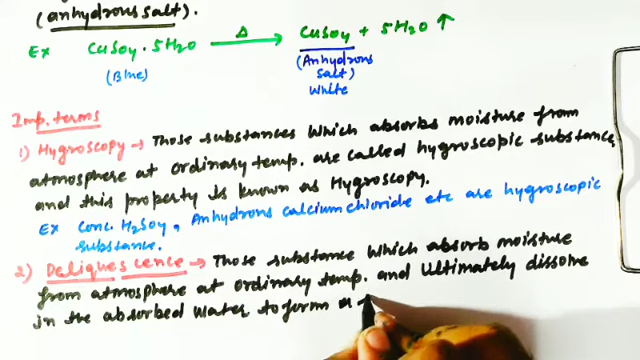 (anhydrous salt).
Ex CuSO4 · 5H2O Δ CuSO4 + 5H2O ↑
(Blue) (Anhydrous
salt)
White
Imp. terms
1) Hygroscopy → Those substances which absorbs moisture from
atmosphere at ordinary temp. are called hygroscopic substance,
and this property is known as Hygroscopy.
Ex conc. H2SO4, Anhydrous calcium chloride etc are hygroscopic
substance.
2) Deliquescence → Those substance which absorb moisture
from atmosphere at ordinary temp. and ultimately dissolve
in the absorbed water to form a